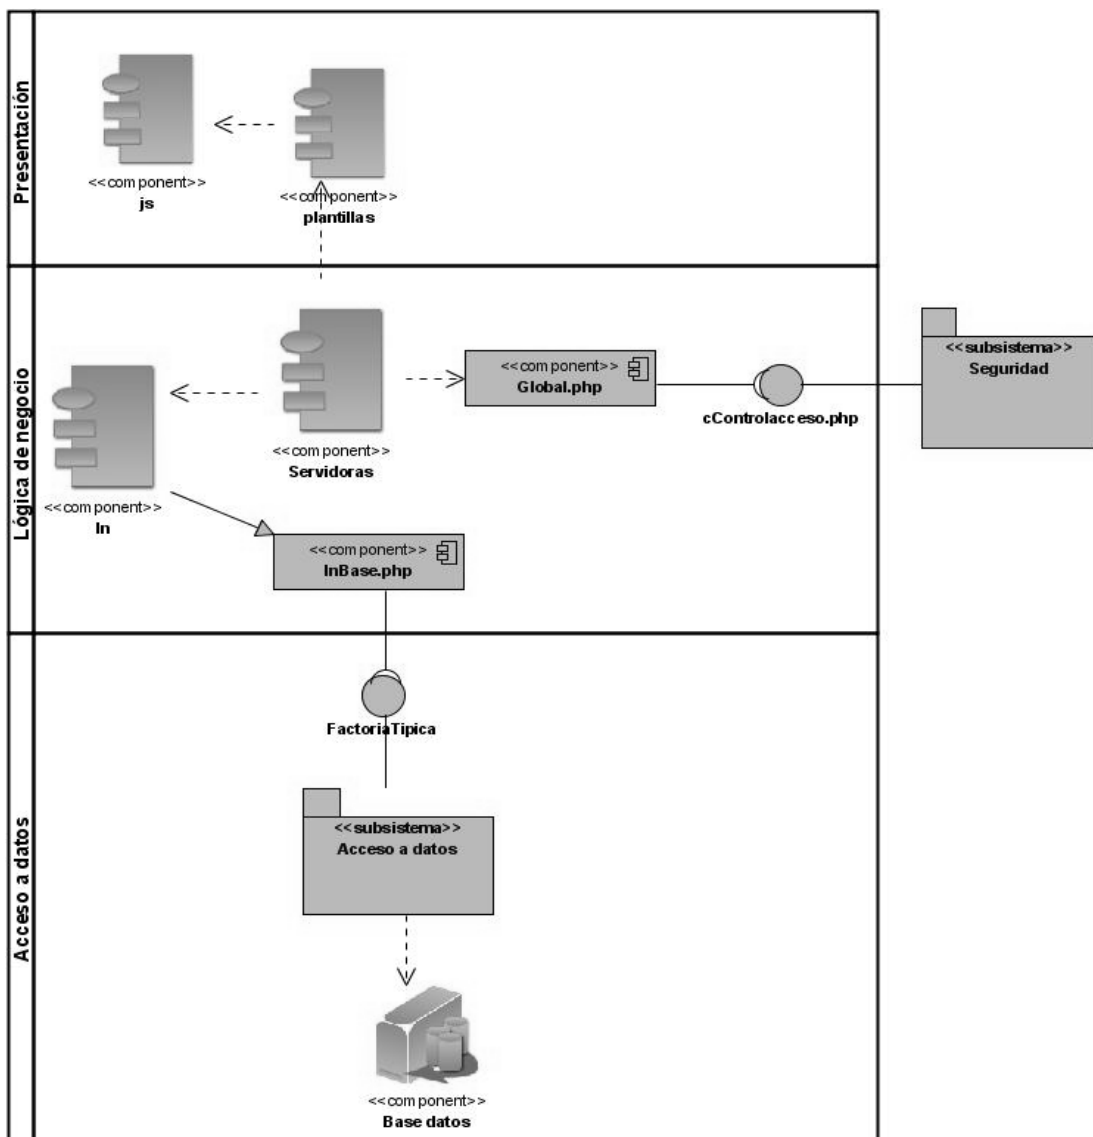 Presentación
<<component>>
js
<<component>>
plantillas
Lógica de negocio
<<component>>
Servidoras
<<component>>
Global.php
cControlacceso.php
<<subsistema>>
Seguridad
<<component>>
ln
<<component>>
lnBase.php
Acceso a datos
FactoriaTipica
<<subsistema>>
Acceso a datos
<<component>>
Base datos